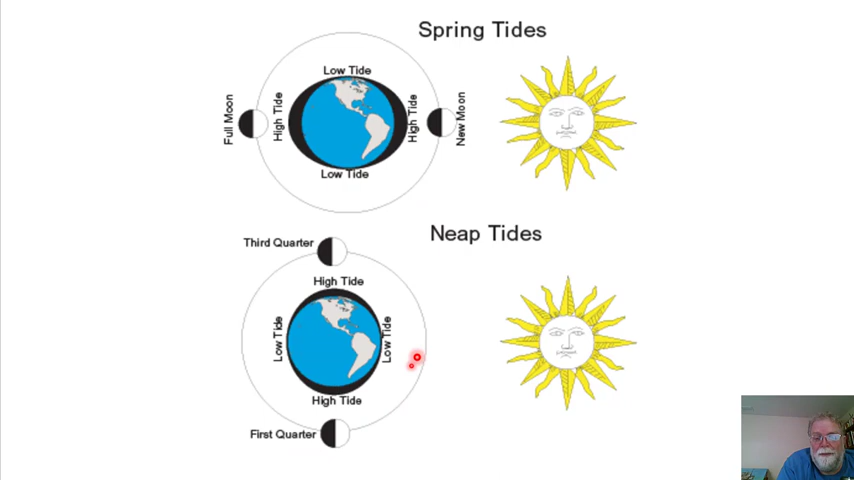 Spring Tides
Low Tide
Full Moon
High Tide
High Tide
New Moon
Low Tide
Neap Tides
Third Quarter
High Tide
Low Tide
Low Tide
High Tide
First Quarter